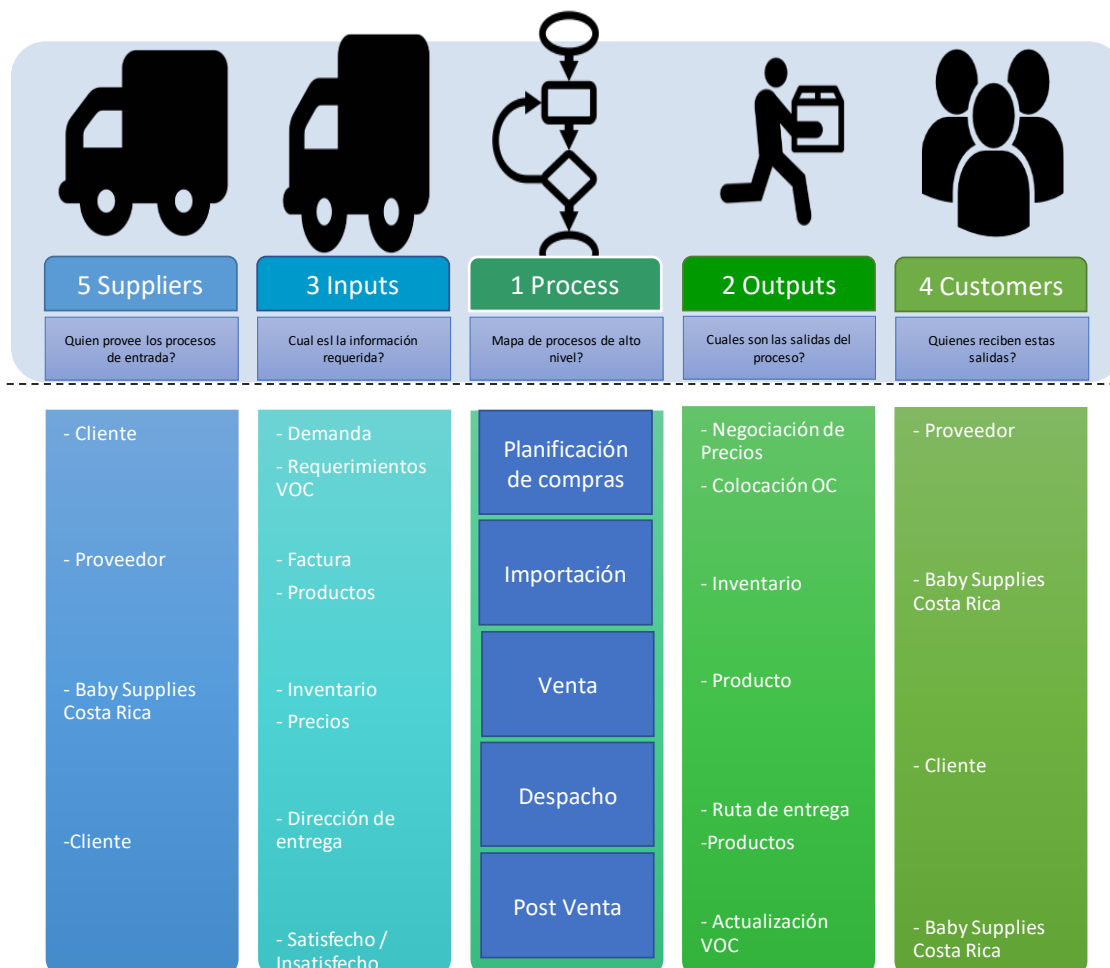 5 Suppliers
3 Inputs
1 Process
2 Outputs
4 Customers
Quien provee los procesos
de entrada?
Cual esl la información
requerida?
Mapa de procesos de alto
nivel?
Cuales son las salidas del
proceso?
Quienes reciben estas
salidas?
- Cliente
- Proveedor
- Baby Supplies
Costa Rica
-Cliente
- Demanda
- Requerimientos
VOC
- Factura
- Productos
- Inventario
- Precios
- Dirección de
entrega
- Satisfecho /
Insatisfecho
Planificación
de compras
Importación
Venta
Despacho
Post Venta
- Negociación de
Precios
- Colocación OC
- Inventario
- Producto
- Ruta de entrega
-Productos
- Actualización
VOC
- Proveedor
- Baby Supplies
Costa Rica
- Cliente
- Baby Supplies
Costa Rica